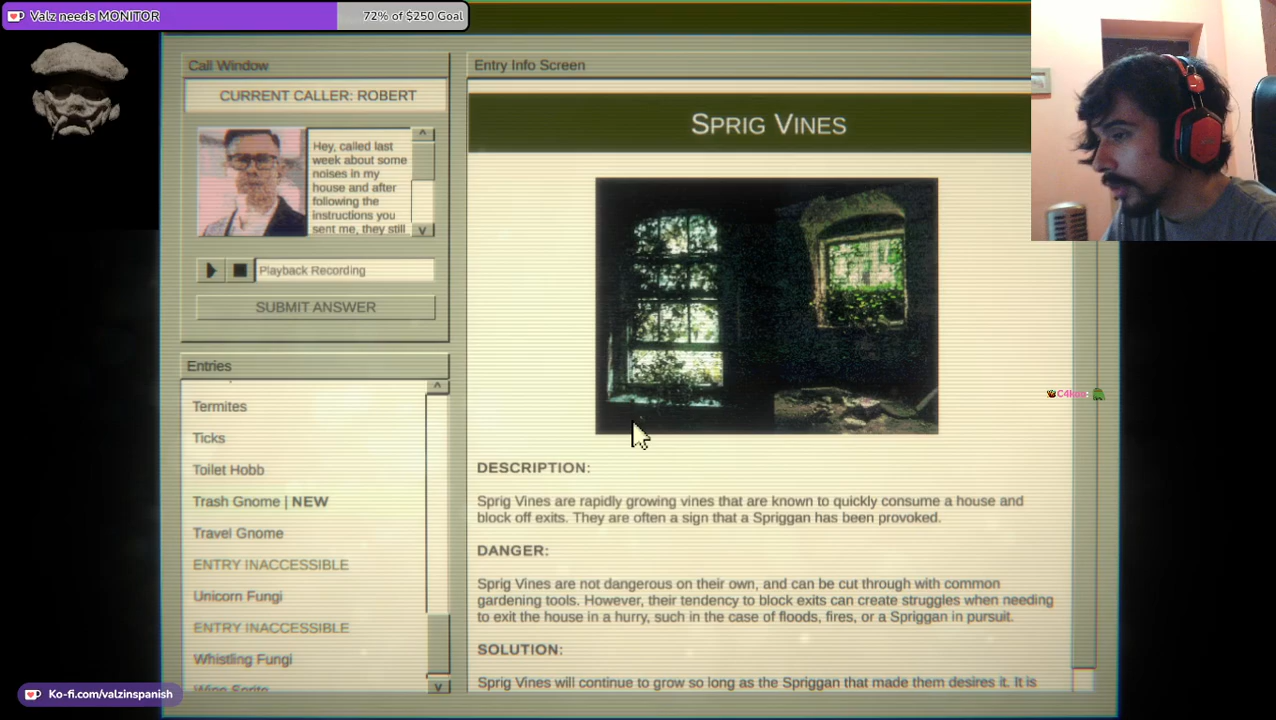 Valz needs MONITOR
72% of $250 Goal
Call Window
CURRENT CALLER: ROBERT
Hey, called last
week about some
noises in my
house and after
following the
instructions you
sent me, they still
Playback Recording
SUBMIT ANSWER
Entries
Termites
Ticks
Toilet Hobb
Trash Gnome | NEW
Travel Gnome
ENTRY INACCESSIBLE
Unicorn Fungi
ENTRY INACCESSIBLE
Whistling Fungi
Entry Info Screen
SPRIG VINES
DESCRIPTION:
Sprig Vines are rapidly growing vines that are known to quickly consume a house and
block off exits. They are often a sign that a Spriggan has been provoked.
DANGER:
Sprig Vines are not dangerous on their own, and can be cut through with common
gardening tools. However, their tendency to block exits can create struggles when needing
to exit the house in a hurry, such in the case of floods, fires, or a Spriggan in pursuit.
SOLUTION:
Sprig Vines will continue to grow so long as the Spriggan that made them desires it. It is
Ko-fi.com/valzinspanish